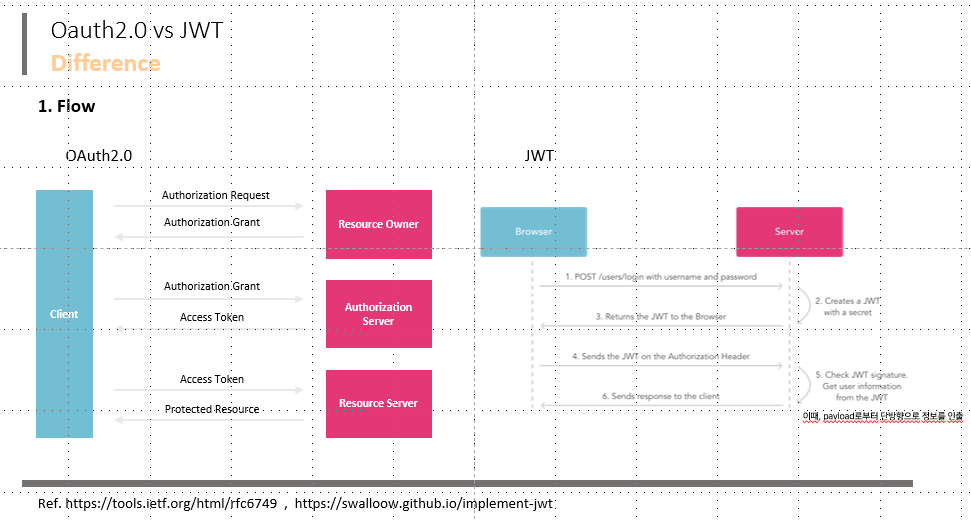 Oauth2.0 vs JWT
Difference
1. Flow
OAuth2.0
Client
Authorization Request
Authorization Grant
Resource Owner
Authorization Grant
Access Token
Authorization
Server
Access Token
Protected Resource
Resource Server
JWT
Browser
Server
1. POST /users/login with username and password
2. Creates a JWT
with a secret
3. Returns the JWT to the Browser
4. Sends the JWT on the Authorization Header
5. Check JWT signature.
Get user information
from the JWT
이때, payload로부터 단방향으로 정보를 인출
6. Sends response to the client
Ref. https://tools.ietf.org/html/rfc6749 , https://swalloow.github.io/implement-jwt